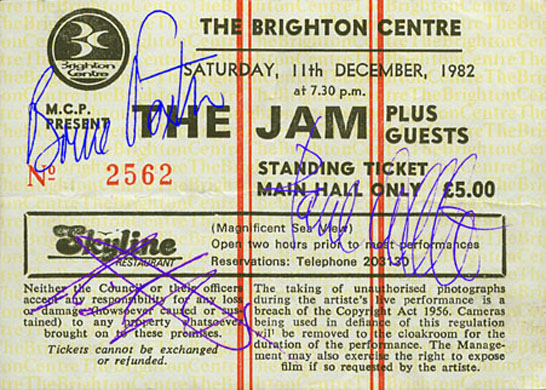 THE BRIGHTON CENTRE
Brighton
Centre
SATURDAY, 11TH DECEMBER, 1982
at 7.30 p.m.
M.C.P.
PRESENT
THE JAM PLUS
GUESTS
Bruce Foxton
No 2562
STANDING TICKET
MAIN HALL ONLY £5.00
Paul Weller
Skyline
RESTAURANT
(Magnificent Sea View)
Open two hours prior to most performances
Reservations: Telephone 203130
Neither the Council or their officers
accept any responsibility for any loss
or damage (howsoever caused or sus-
tained) to any property whatsoever
brought on to these premises.
Tickets cannot be exchanged
or refunded.
The taking of unauthorised photographs
during the artiste's live performance is a
breach of the Copyright Act 1956. Cameras
being used in defiance of this regulation
will be removed to the cloakroom for the
duration of the performance. The Manage-
ment may also exercise the right to expose
film if so requested by the artiste.